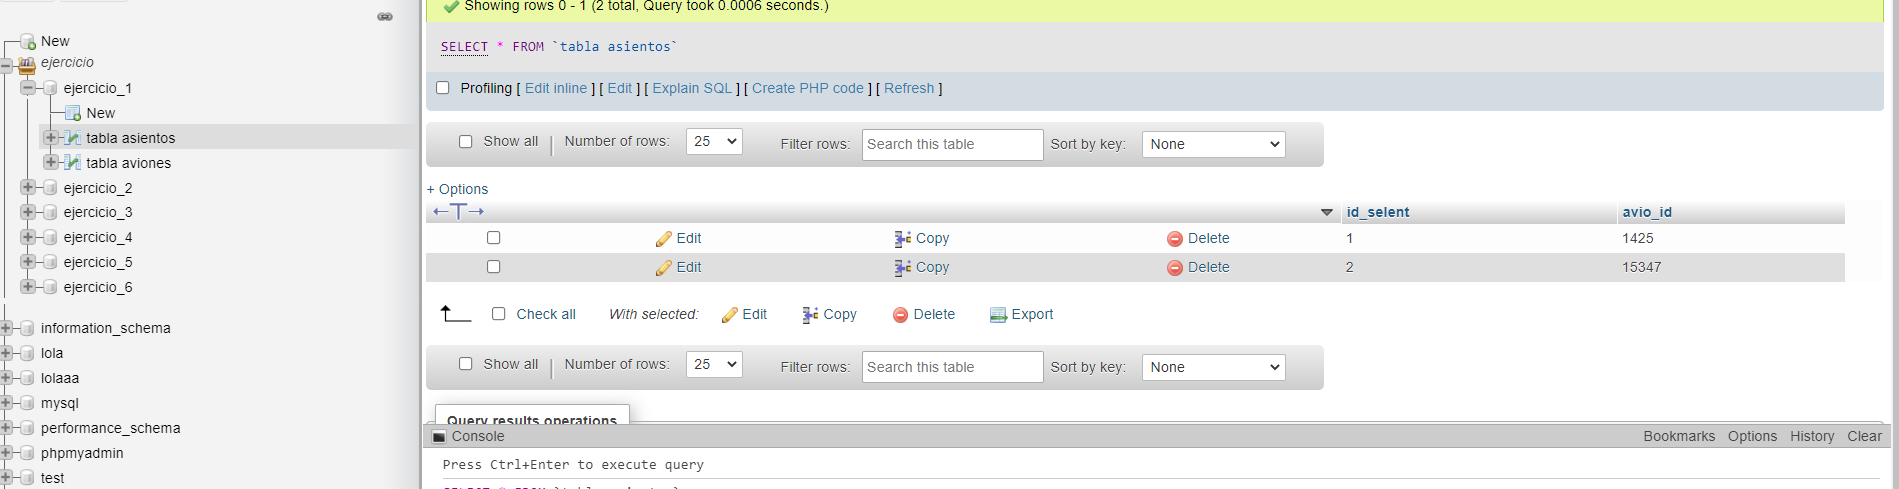 New
ejercicio
ejercicio_1
New
tabla asientos
tabla aviones
ejercicio_2
ejercicio_3
ejercicio_4
ejercicio_5
ejercicio_6
information_schema
lola
lolaaa
mysql
performance_schema
phpmyadmin
test
Showing rows 0 - 1 (2 total, Query took 0.0006 seconds.)
SELECT * FROM `tabla asientos`
Profiling [ Edit inline ] [ Edit ] [ Explain SQL ] [ Create PHP code ] [ Refresh ]
Show all Number of rows: 25 Filter rows: Search this table Sort by key: None
+ Options
id_selent avio_id
Edit Copy Delete 1 1425
Edit Copy Delete 2 15347
Check all With selected: Edit Copy Delete Export
Show all Number of rows: 25 Filter rows: Search this table Sort by key: None
Query results operations
Console Bookmarks Options History Clear
Press Ctrl+Enter to execute query
SELECT * FROM `tabla asientos`